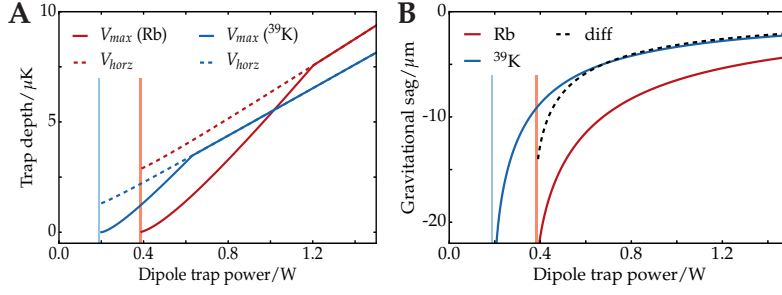 A
V_max (Rb)
V_max (³⁹K)
V_horz
V_horz
10
5
0
Trap depth/μK
0.0
0.4
0.8
1.2
Dipole trap power/W
B
Rb
diff
³⁹K
0
-10
-20
Gravitational sag/μm
0.0
0.4
0.8
1.2
Dipole trap power/W